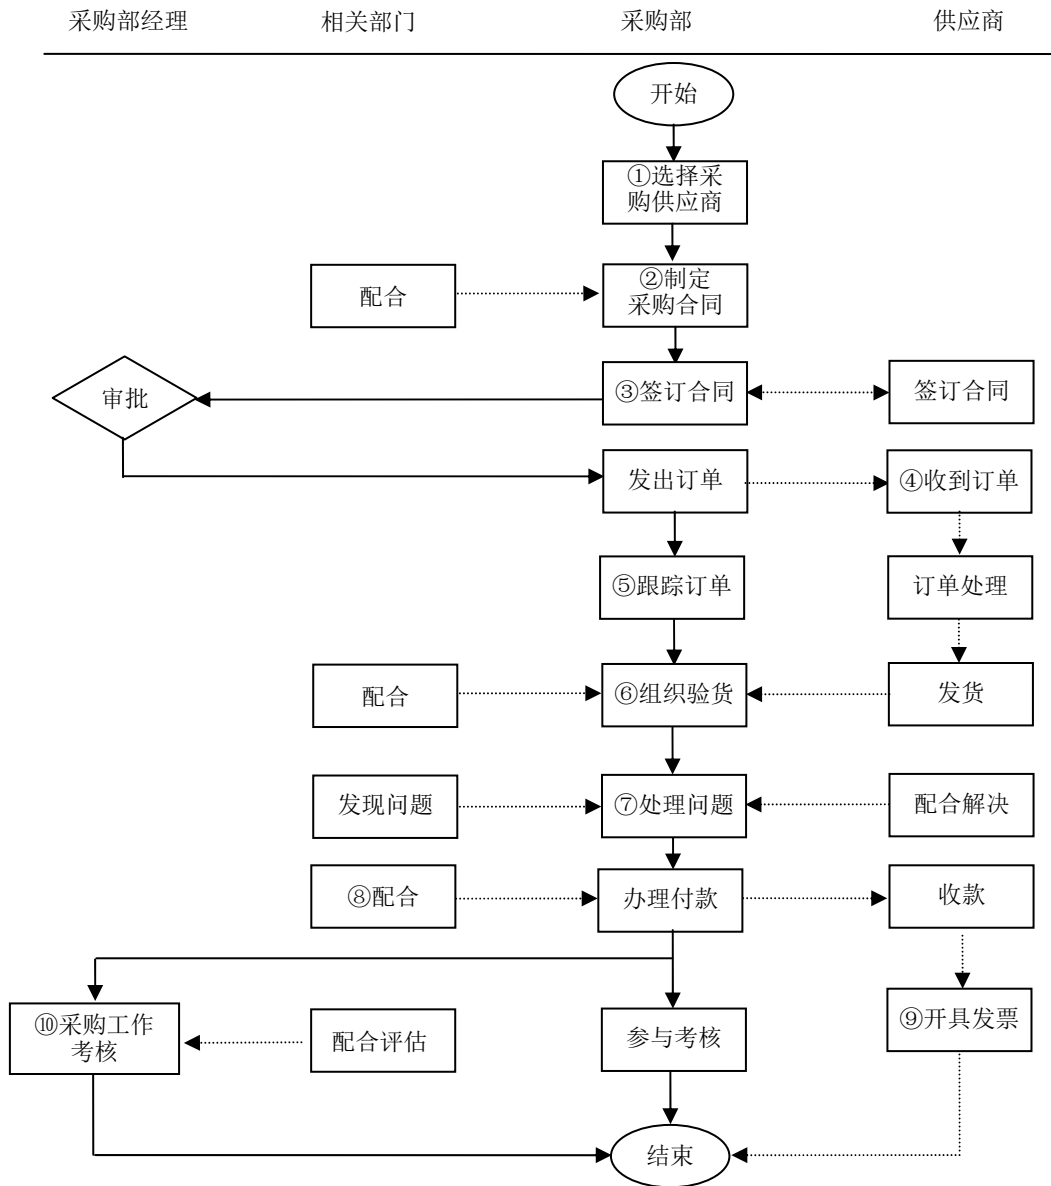 采购部经理 相关部门 采购部 供应商
开始
①选择采
购供应商
配合
②制定
采购合同
审批
③签订合同
签订合同
发出订单
④收到订单
⑤跟踪订单
订单处理
配合
⑥组织验货
发货
发现问题
⑦处理问题
配合解决
⑧配合
办理付款
收款
⑩采购工作
考核
配合评估
参与考核
⑨开具发票
结束